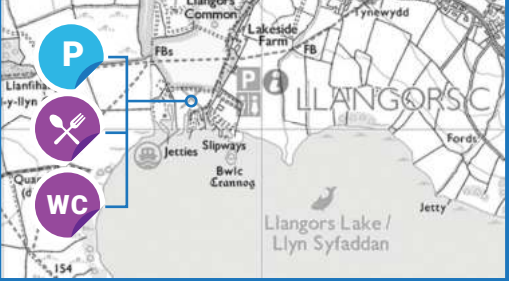 Llangors
Common
Tynewydd
Lakeside
Farm
FB
FBs
P
P
i
Llanfiha
l-y-llyn
LLANGORS C
Fords
Jetties
Slipways
Bwlc
Crannog
WC
Jetty
Llangors Lake /
Llyn Syfaddan
154